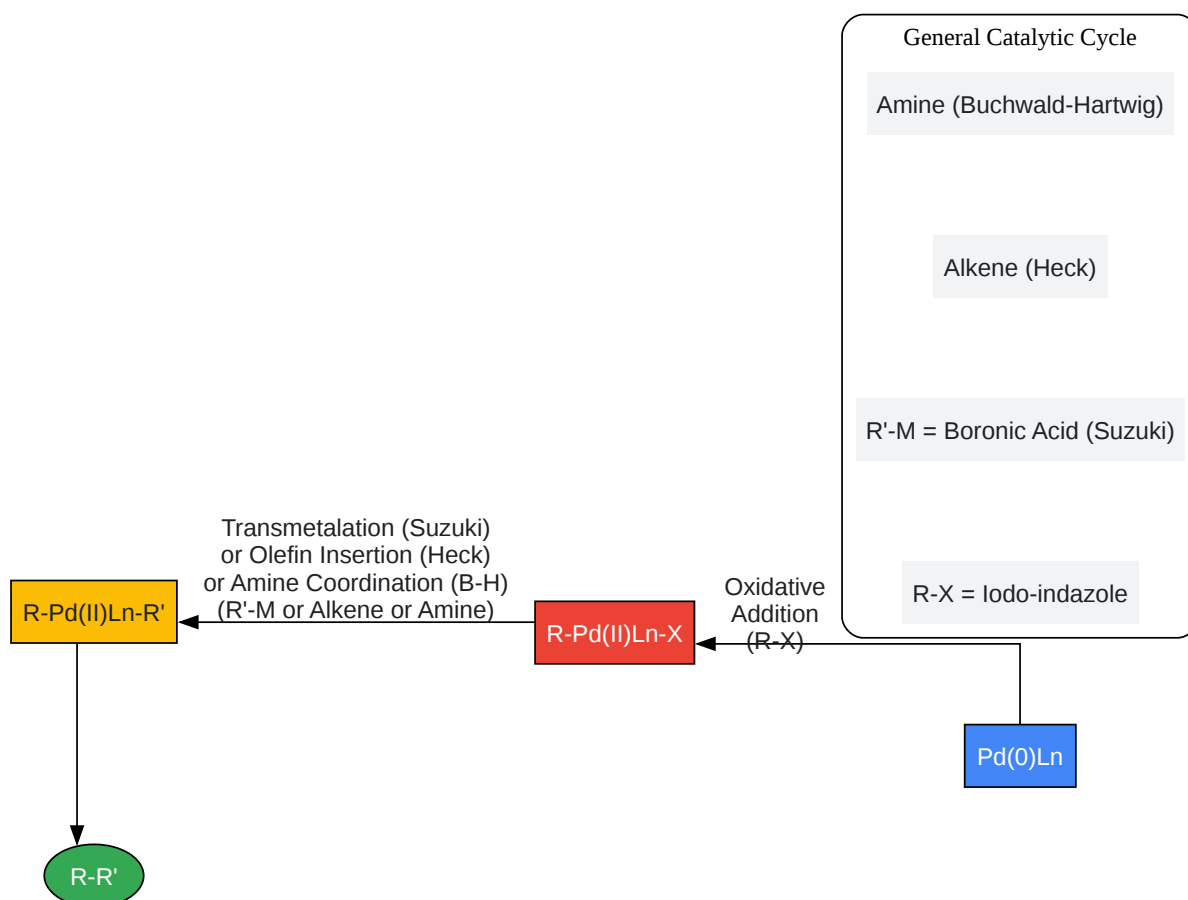 General Catalytic Cycle
Amine (Buchwald-Hartwig)
Alkene (Heck)
R'-M = Boronic Acid (Suzuki)
R-X = Iodo-indazole
Transmetalation (Suzuki)
or Olefin Insertion (Heck)
or Amine Coordination (B-H)
(R'-M or Alkene or Amine)
Oxidative
Addition
(R-X)
R-Pd(II)Ln-R'
R-Pd(II)Ln-X
Pd(0)Ln
R-R'